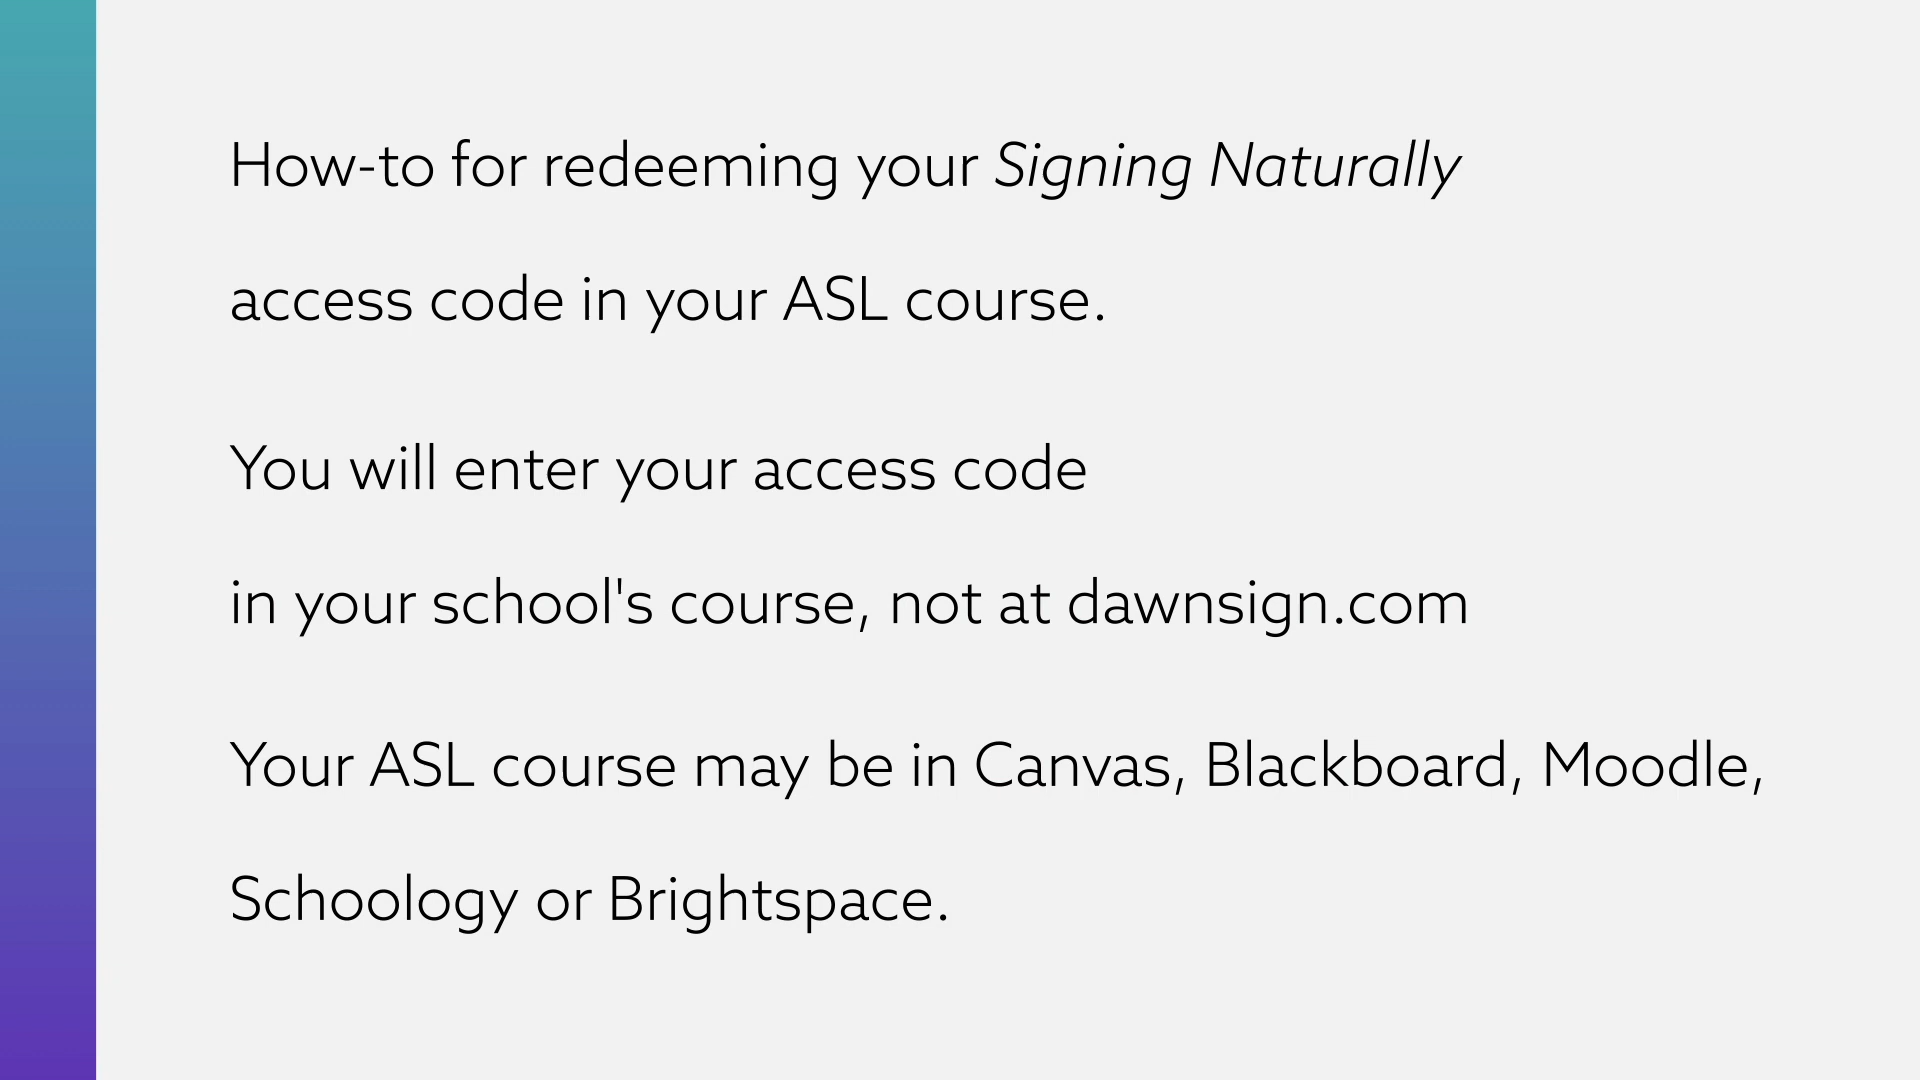 How-to for redeeming your Signing Naturally
access code in your ASL course.
You will enter your access code
in your school's course, not at dawnsign.com
Your ASL course may be in Canvas, Blackboard, Moodle,
Schoology or Brightspace.